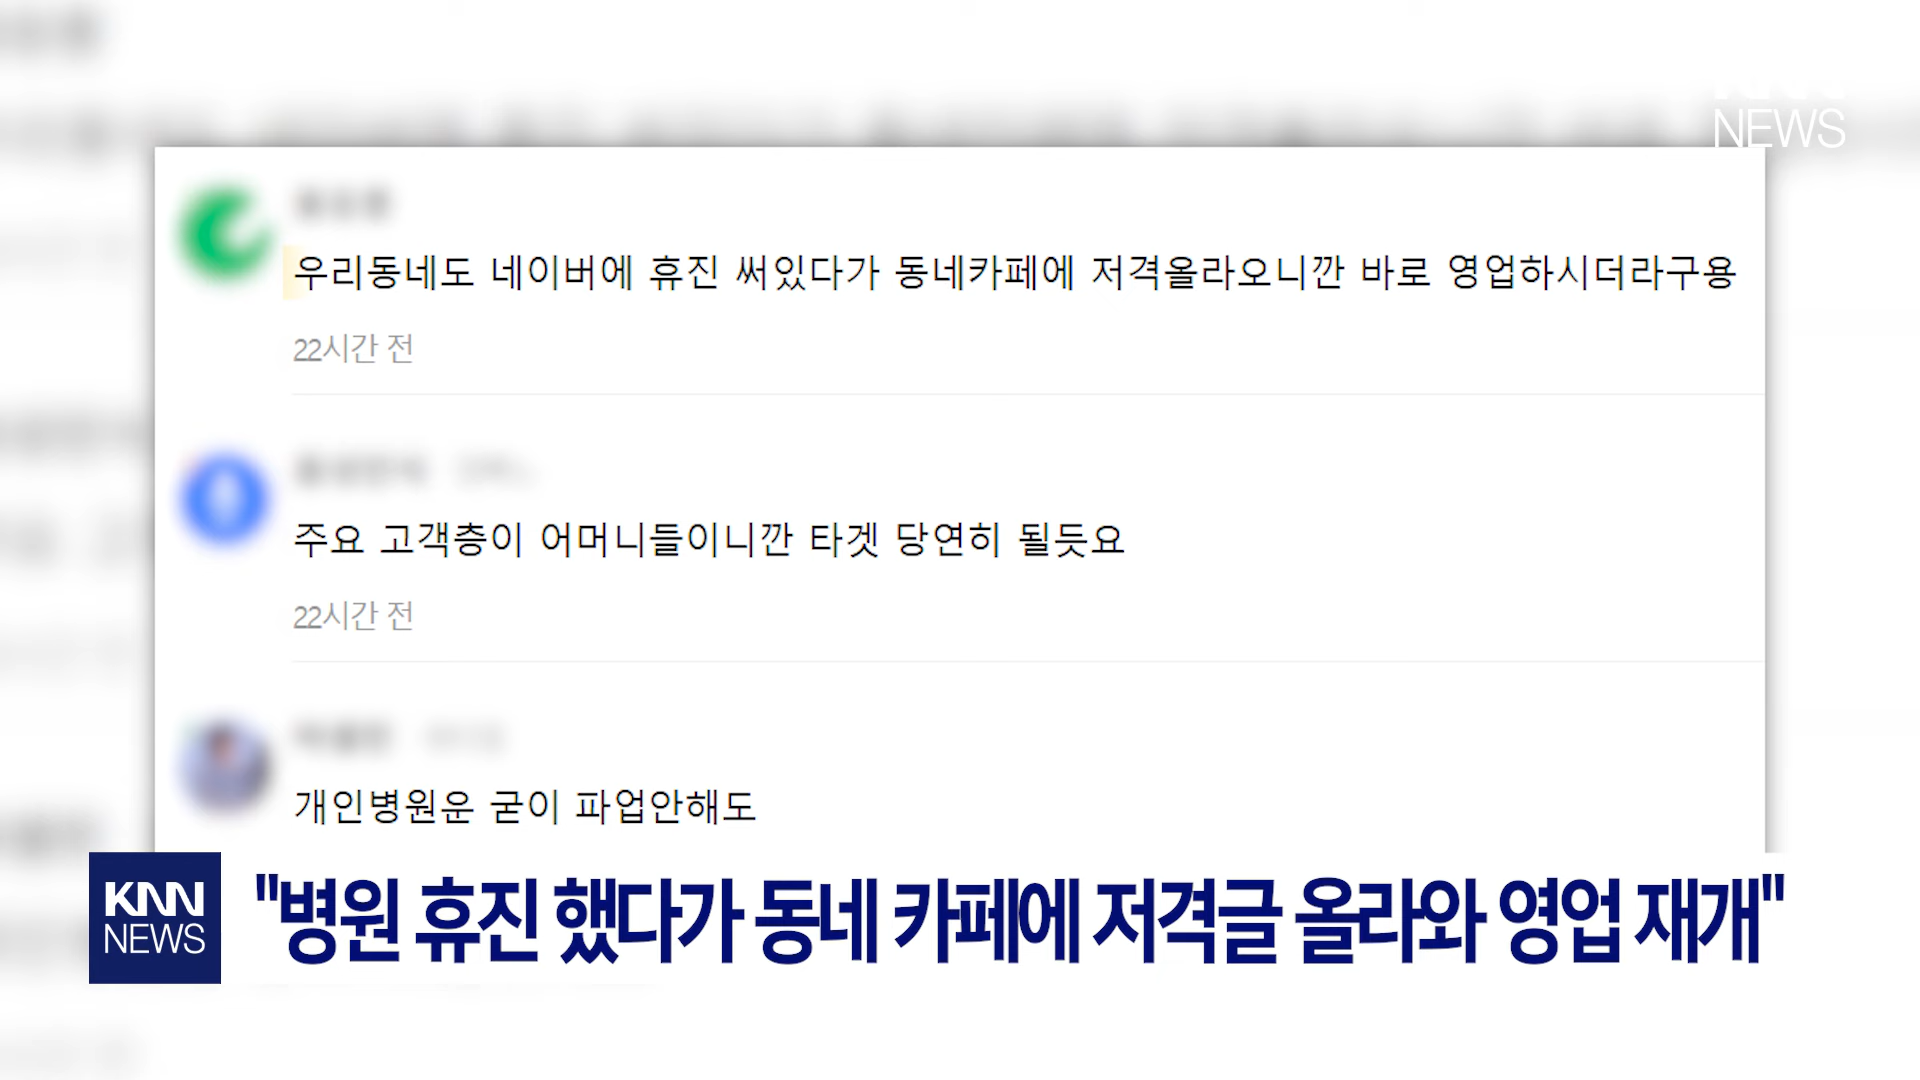 NEWS
우리동네도 네이버에 휴진 써있다가 동네카페에 저격올라오니깐 바로 영업하시더라구용
22시간 전
주요 고객층이 어머니들이니깐 타겟 당연히 될듯요
22시간 전
개인병원운 굳이 파업안해도
KNN
NEWS
"병원 휴진 했다가 동네 카페에 저격글 올라와 영업 재개"